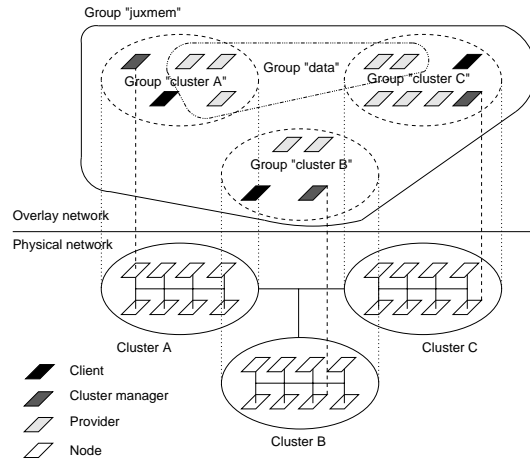 Group "juxmem"
Group "cluster A"
Group "data"
Group "cluster C"
Group "cluster B"
Overlay network
Physical network
Cluster A
Cluster C
Cluster B
Client
Cluster manager
Provider
Node